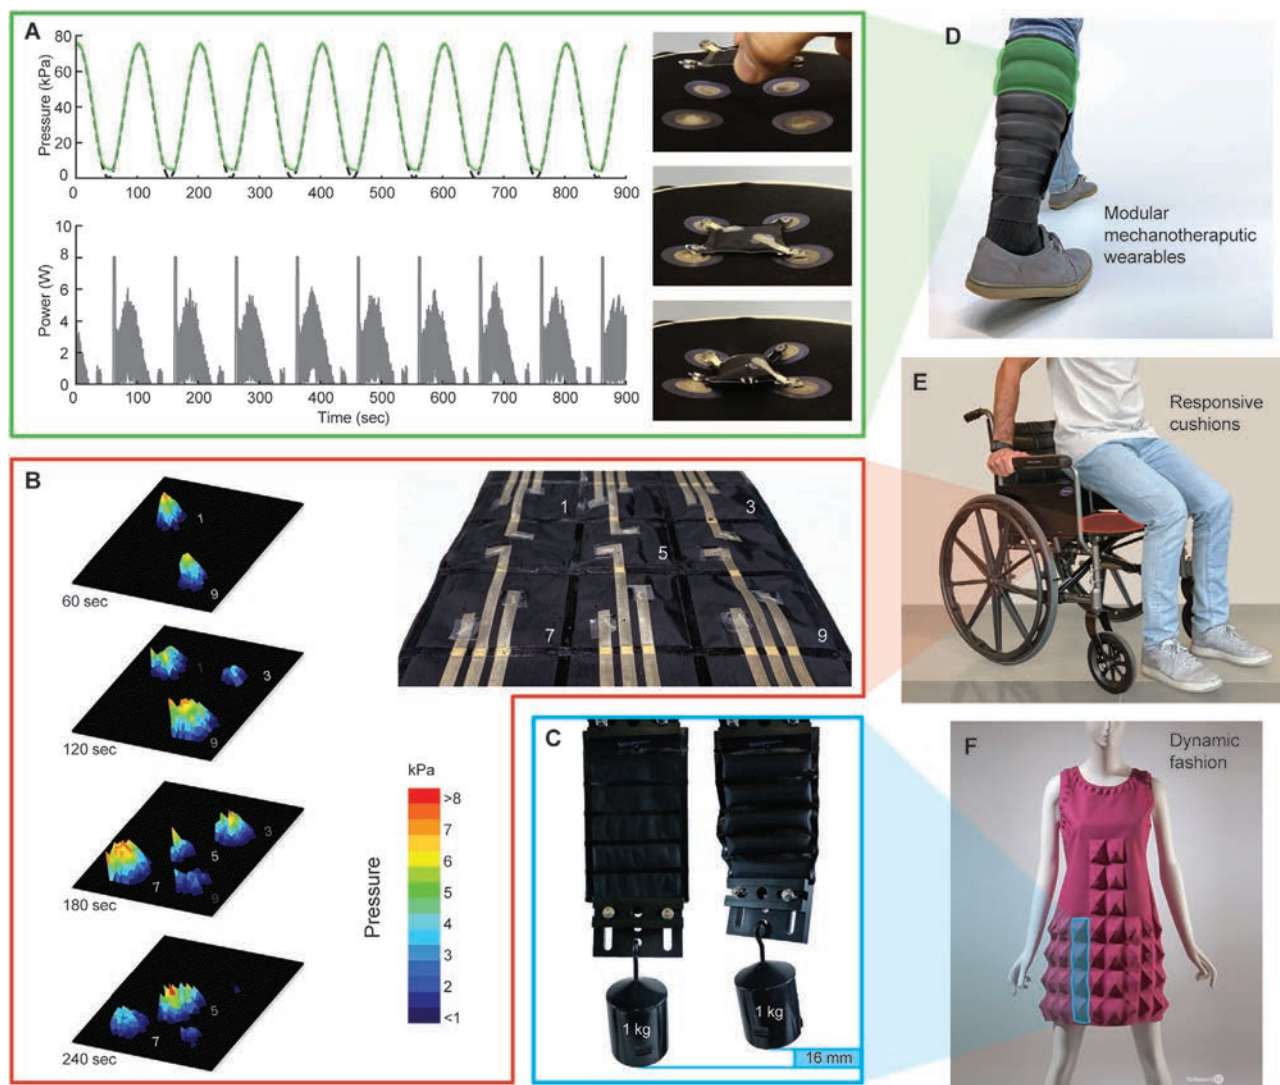 A
Pressure (kPa)
80
60
40
20
0
0 100 200 300 400 500 600 700 800 900
Power (W)
10
8
6
4
2
0
0 100 200 300 400 500 600 700 800 900
Time (sec)
D
Modular
mechanotheraputic
wearables
E
Responsive
cushions
B
1
9
60 sec
1
3
9
120 sec
3
5
7
9
180 sec
5
7
240 sec
1
3
5
7
9
kPa
Pressure
>8
7
6
5
4
3
2
<1
C
1 kg
1 kg
16 mm
F
Dynamic
fashion